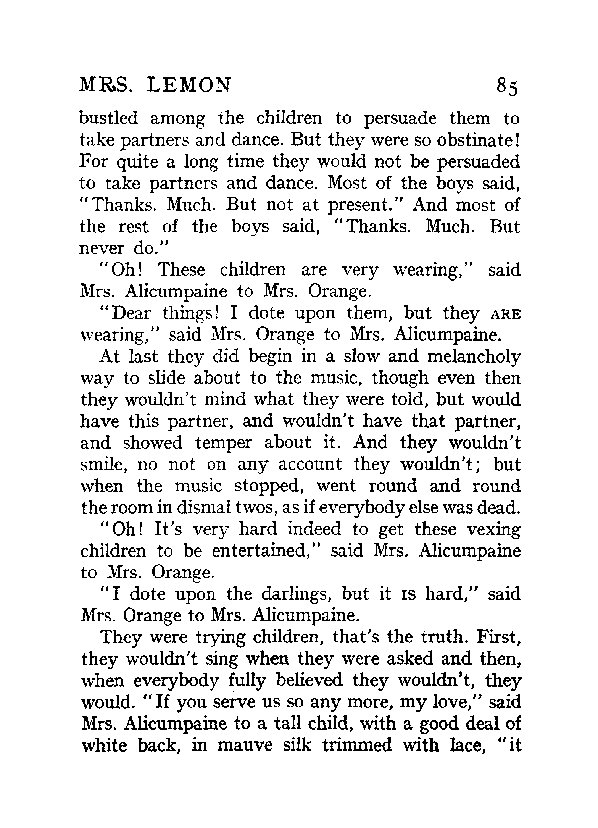 MRS. LEMON 85
bustled among the children to persuade them to
take partners and dance. But they were so obstinate!
For quite a long time they would not be persuaded
to take partners and dance. Most of the boys said,
"Thanks. Much. But not at present." And most of
the rest of the boys said, "Thanks. Much. But
never do."
"Oh! These children are very wearing," said
Mrs. Alicumpaine to Mrs. Orange.
"Dear things! I dote upon them, but they ARE
wearing," said Mrs. Orange to Mrs. Alicumpaine.
At last they did begin in a slow and melancholy
way to slide about to the music, though even then
they wouldn't mind what they were told, but would
have this partner, and wouldn't have that partner,
and showed temper about it. And they wouldn't
smile, no not on any account they wouldn't; but
when the music stopped, went round and round
the room in dismal twos, as if everybody else was dead.
"Oh! It's very hard indeed to get these vexing
children to be entertained," said Mrs. Alicumpaine
to Mrs. Orange.
"I dote upon the darlings, but it IS hard," said
Mrs. Orange to Mrs. Alicumpaine.
They were trying children, that's the truth. First,
they wouldn't sing when they were asked and then,
when everybody fully believed they wouldn't, they
would. "If you serve us so any more, my love," said
Mrs. Alicumpaine to a tall child, with a good deal of
white back, in mauve silk trimmed with lace, "it